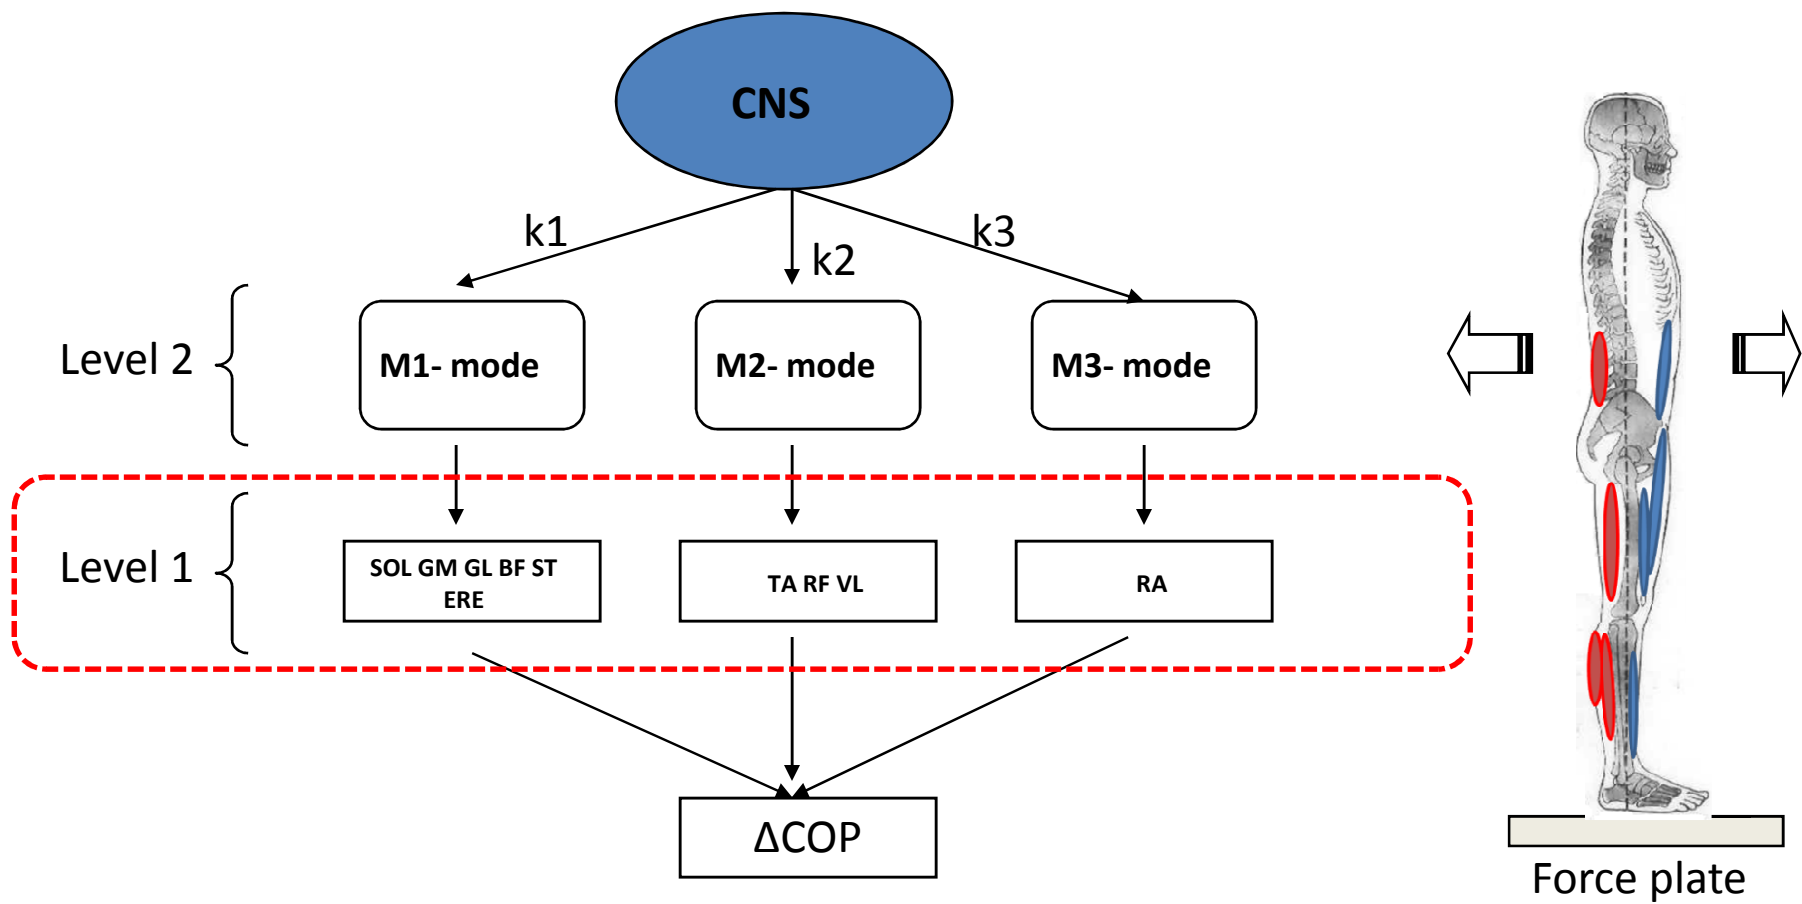 CNS
k1
k2
k3
Level 2
M1- mode
M2- mode
M3- mode
Level 1
SOL GM GL BF ST
ERE
TA RF VL
RA
ΔCOP
Force plate